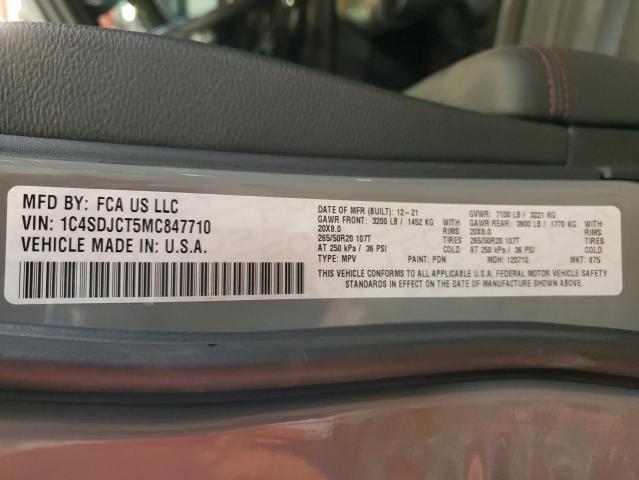 MFD BY: FCA US LLC
VIN: 1C4SDJCT5MC847710
VEHICLE MADE IN: U.S.A.
DATE OF MFR (BUILT): 12-21 GVWR: 7100 LB / 3221 KG
GAWR FRONT: 3200 LB / 1452 KG WITH GAWR REAR: 3900 LB / 1770 KG WITH
20X8.0 RIMS 20X8.0 RIMS
265/50R20 107T TIRES 265/50R20 107T TIRES
AT 250 kPa / 36 PSI COLD AT 250 kPa / 36 PSI COLD
TYPE: MPV PAINT: PDN MDH: 120710 MKT: 875
THIS VEHICLE CONFORMS TO ALL APPLICABLE U.S.A. FEDERAL MOTOR VEHICLE SAFETY
STANDARDS IN EFFECT ON THE DATE OF MANUFACTURE SHOWN ABOVE.